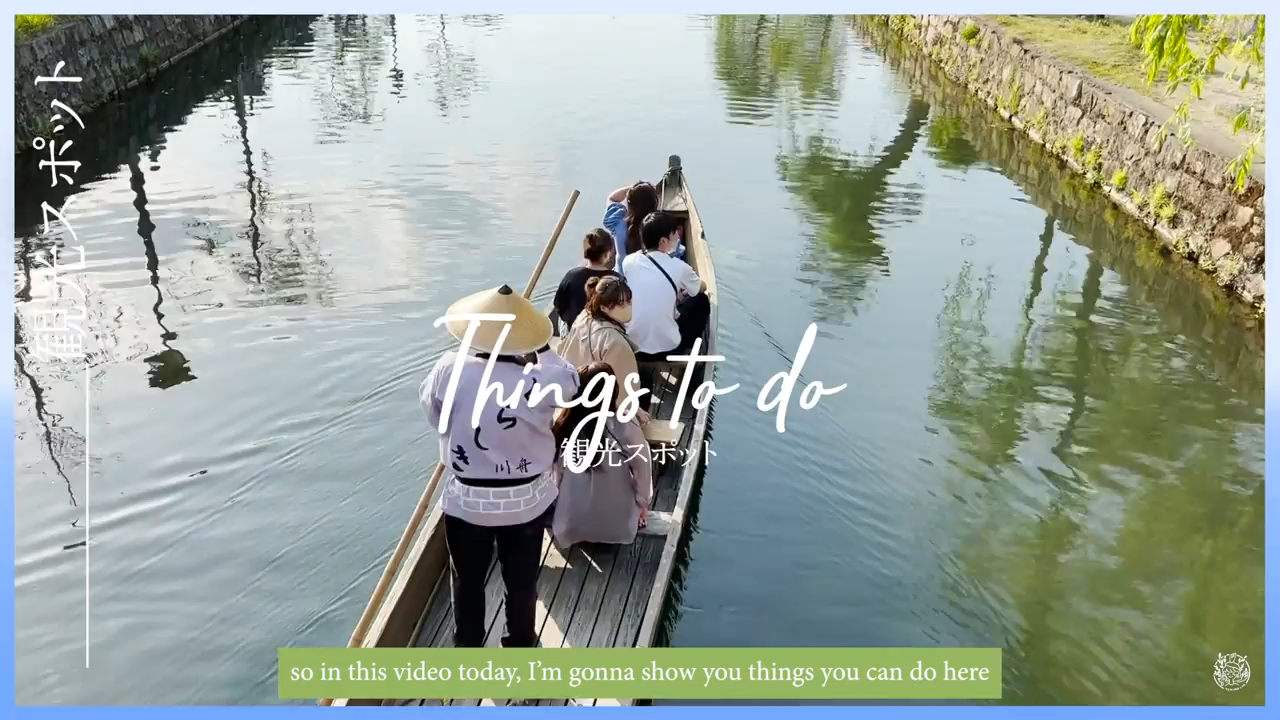 観光スポット
Things to do
観光スポット
くらしき
川舟
so in this video today, I'm gonna show you things you can do here